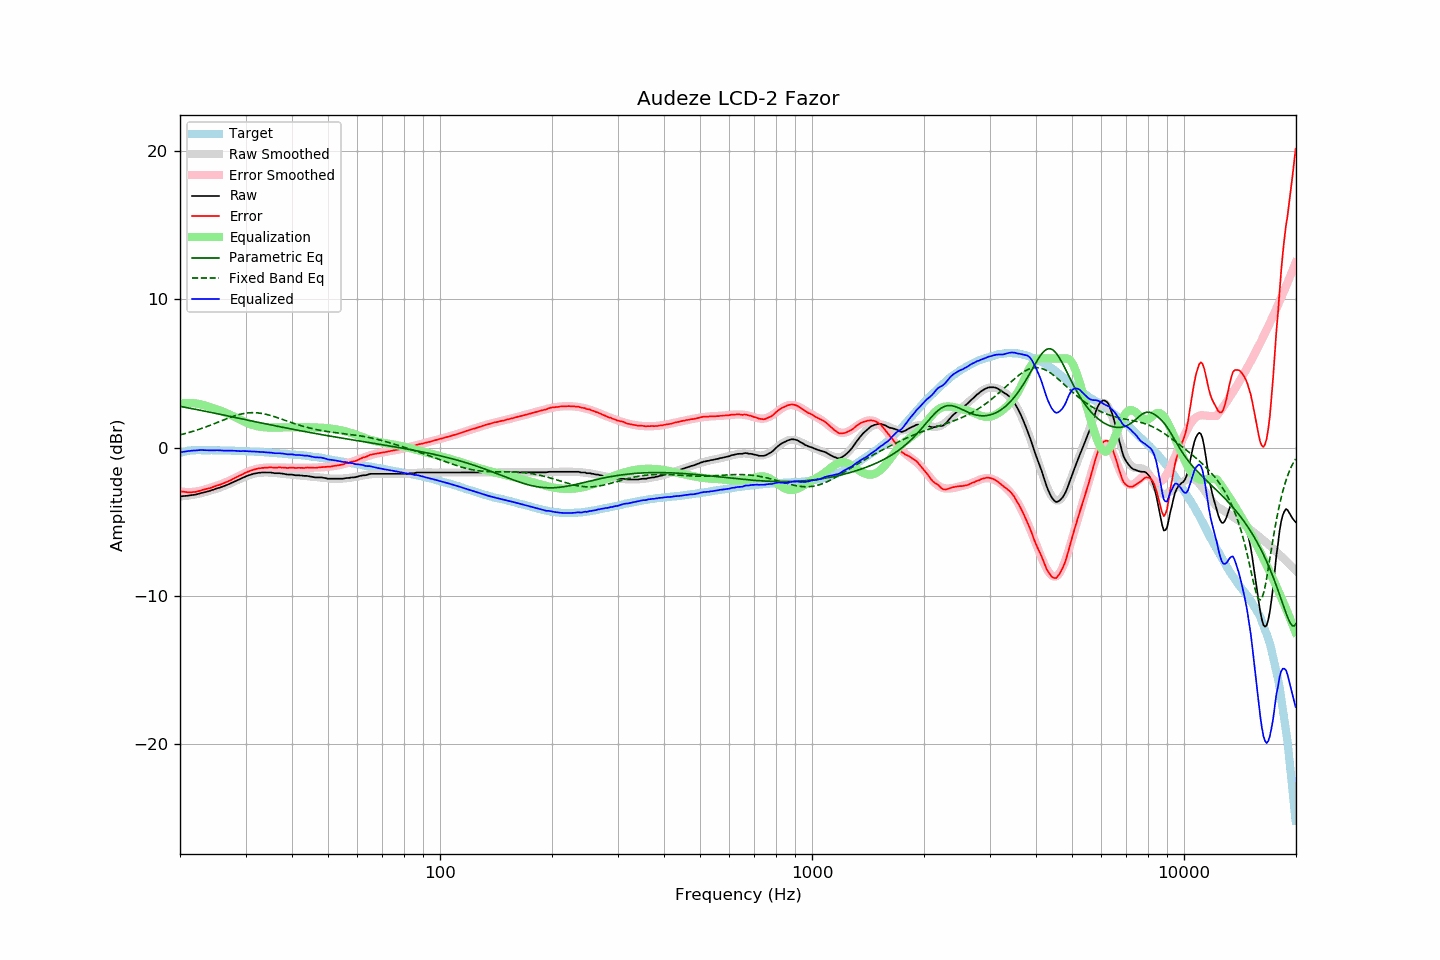 Audeze LCD-2 Fazor
Target
Raw Smoothed
Error Smoothed
Raw
Error
Equalization
Parametric Eq
Fixed Band Eq
Equalized
20
10
0
−10
−20
Amplitude (dBr)
100
1000
10000
Frequency (Hz)